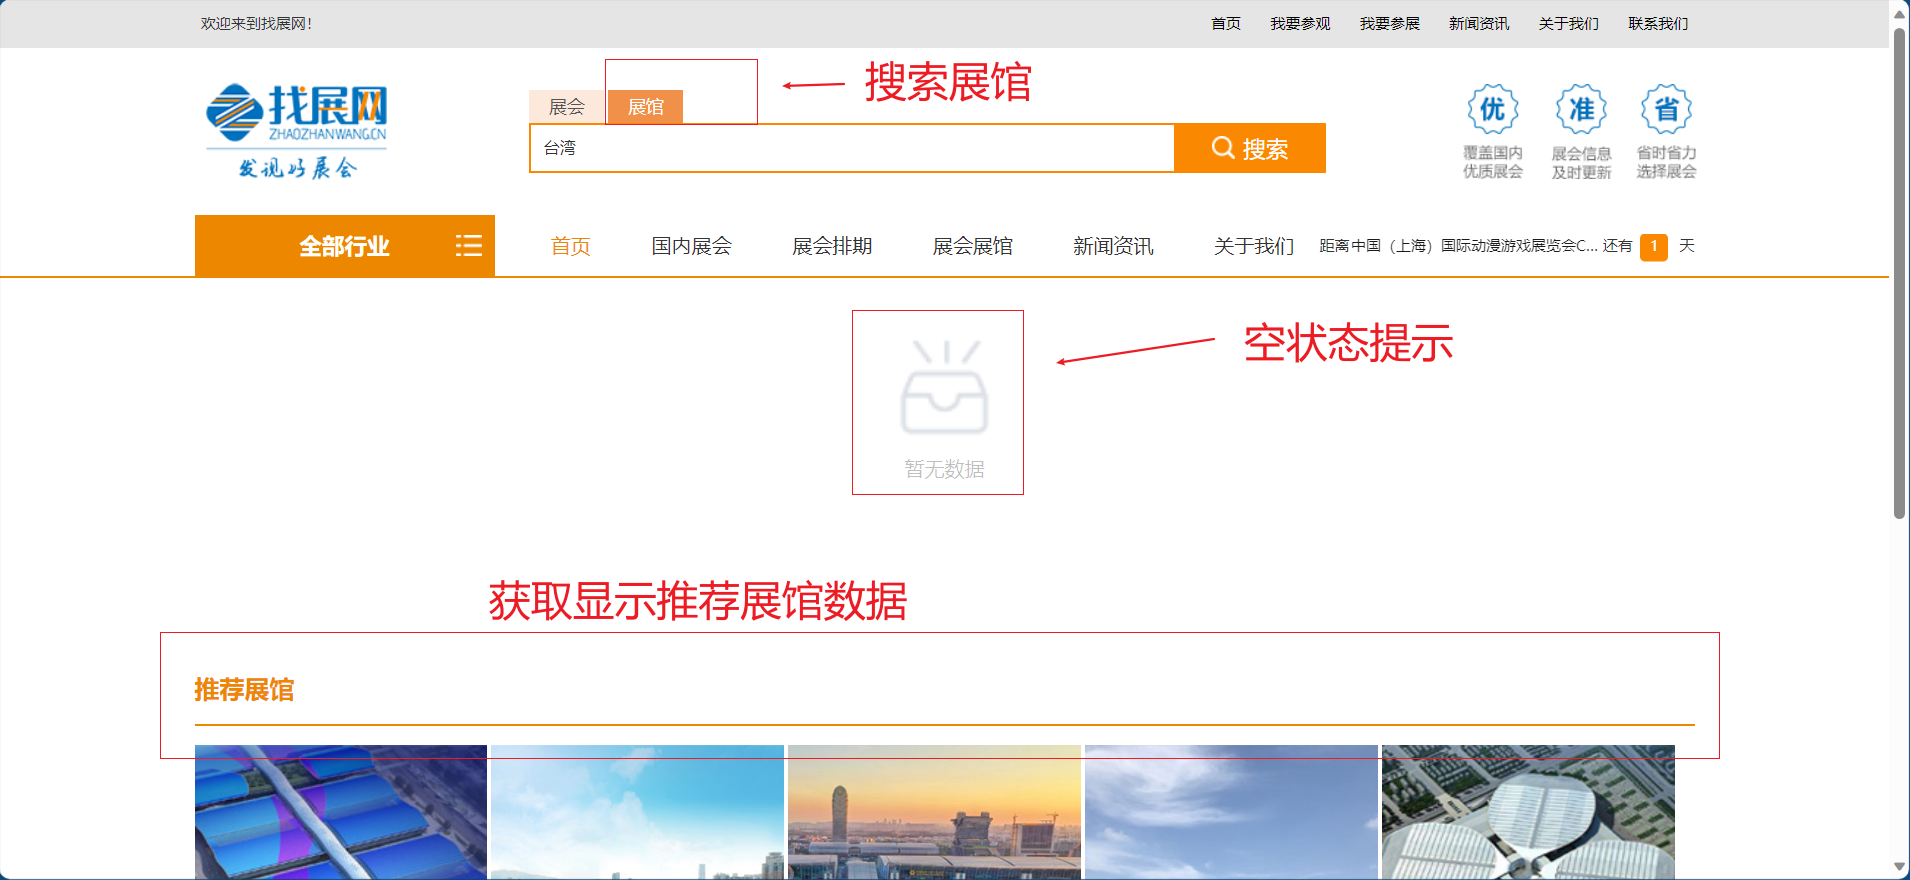 欢迎来到找展网!
首页 我要参观 我要参展 新闻资讯 关于我们 联系我们
找展网
ZHAOZHANWANG.CN
发现好展会
展会 展馆
搜索展馆
台湾
搜索
优 准 省
覆盖国内 展会信息 省时省力
优质展会 及时更新 选择展会
全部行业
首页 国内展会 展会排期 展会展馆 新闻资讯 关于我们 距离中国（上海）国际动漫游戏展览会C... 还有 1 天
空状态提示
暂无数据
获取显示推荐展馆数据
推荐展馆